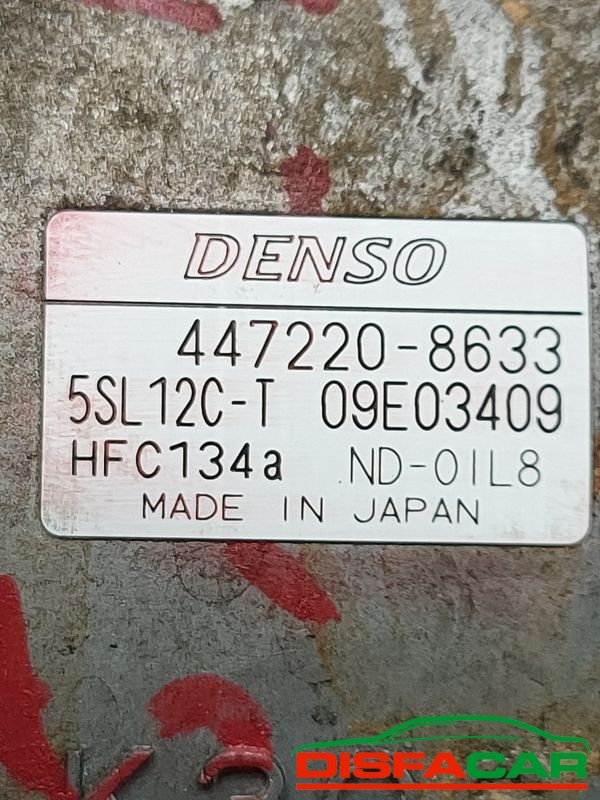 DENSO
447220-8633
5SL12C-T 09E03409
HFC134a ND-OIL8
MADE IN JAPAN
DISFACAR